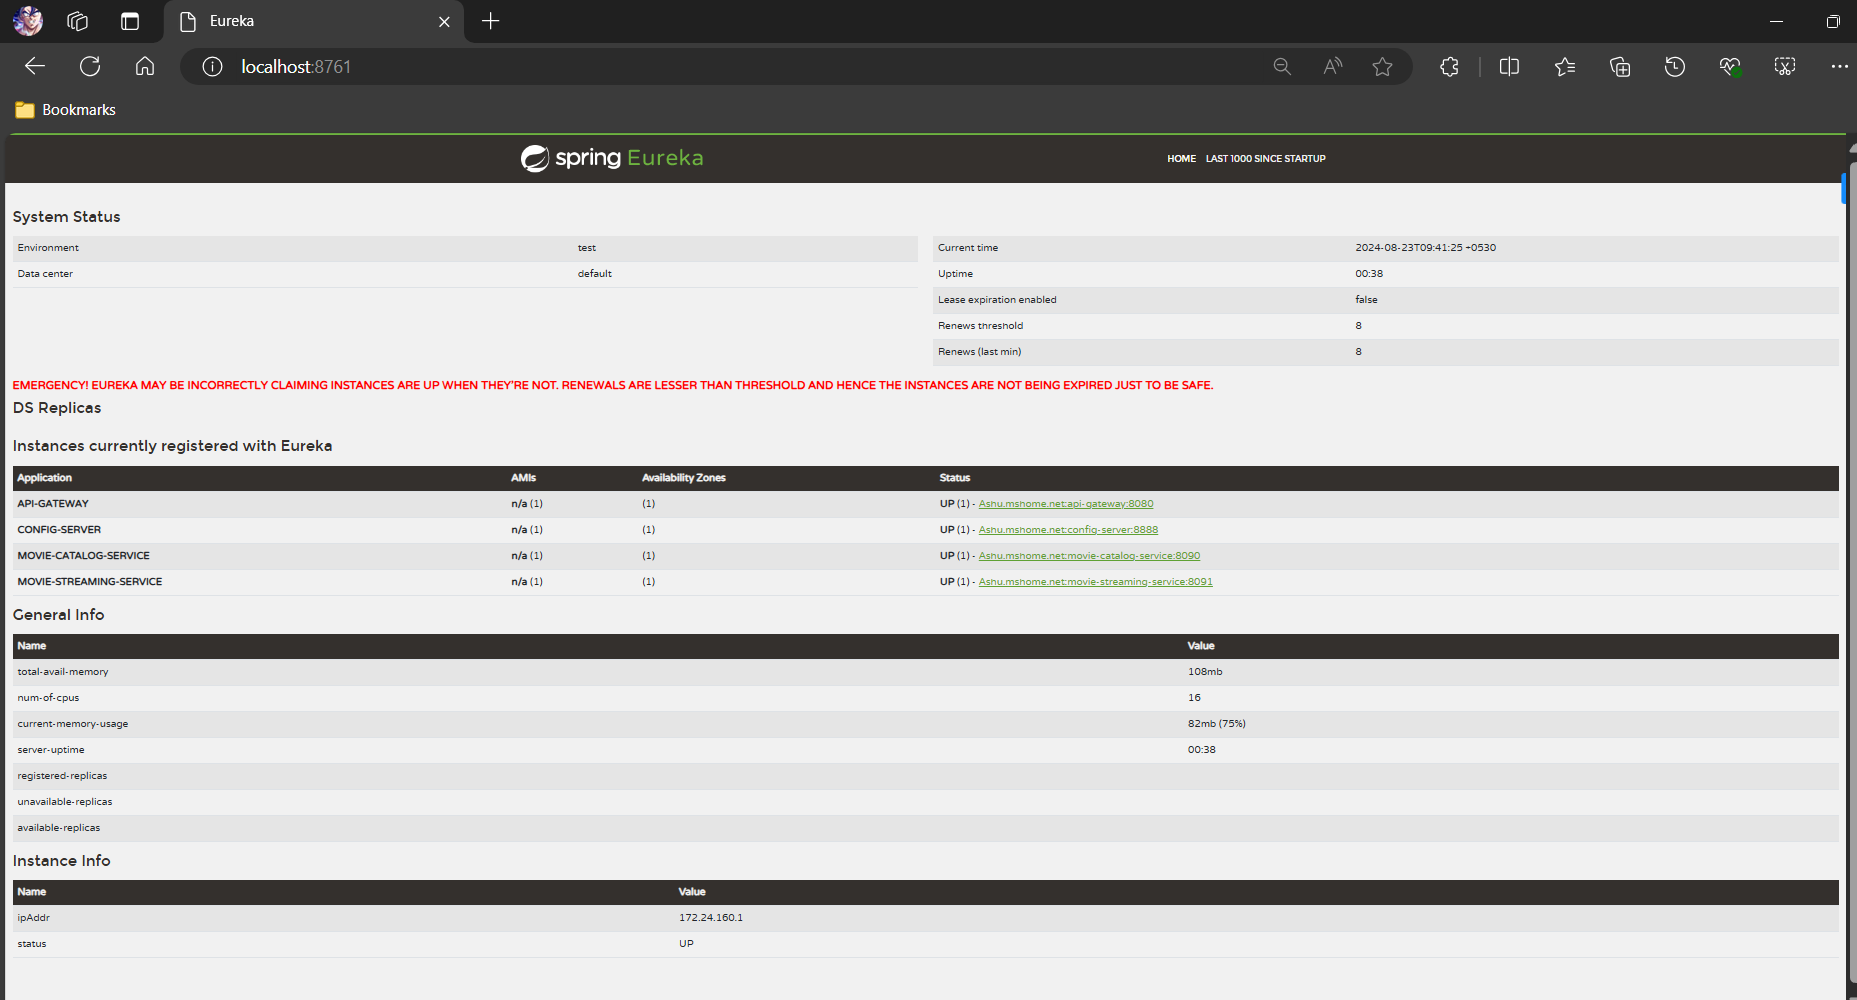 Eureka
localhost:8761
Bookmarks
spring Eureka
HOME LAST 1000 SINCE STARTUP
System Status
Environment test
Data center default
Current time 2024-08-23T09:41:25 +0530
Uptime 00:38
Lease expiration enabled false
Renews threshold 8
Renews (last min) 8
EMERGENCY! EUREKA MAY BE INCORRECTLY CLAIMING INSTANCES ARE UP WHEN THEY'RE NOT. RENEWALS ARE LESSER THAN THRESHOLD AND HENCE THE INSTANCES ARE NOT BEING EXPIRED JUST TO BE SAFE.
DS Replicas
Instances currently registered with Eureka
Application AMIs Availability Zones Status
API-GATEWAY n/a (1) (1) UP (1) - Ashu.mshome.net:api-gateway:8080
CONFIG-SERVER n/a (1) (1) UP (1) - Ashu.mshome.net:config-server:8888
MOVIE-CATALOG-SERVICE n/a (1) (1) UP (1) - Ashu.mshome.net:movie-catalog-service:8090
MOVIE-STREAMING-SERVICE n/a (1) (1) UP (1) - Ashu.mshome.net:movie-streaming-service:8091
General Info
Name Value
total-avail-memory 108mb
num-of-cpus 16
current-memory-usage 82mb (75%)
server-uptime 00:38
registered-replicas
unavailable-replicas
available-replicas
Instance Info
Name Value
ipAddr 172.24.160.1
status UP